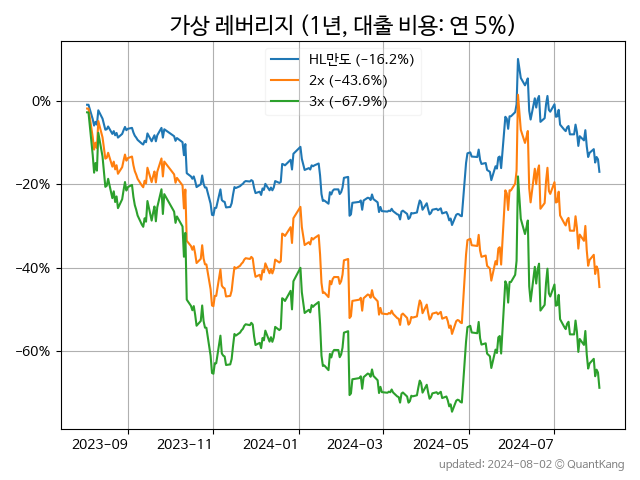 가상 레버리지 (1년, 대출 비용: 연 5%)
HL만도 (−16.2%)
2x (−43.6%)
3x (−67.9%)
0%
−20%
−40%
−60%
2023-09 2023-11 2024-01 2024-03 2024-05 2024-07
updated: 2024-08-02 © QuantKang